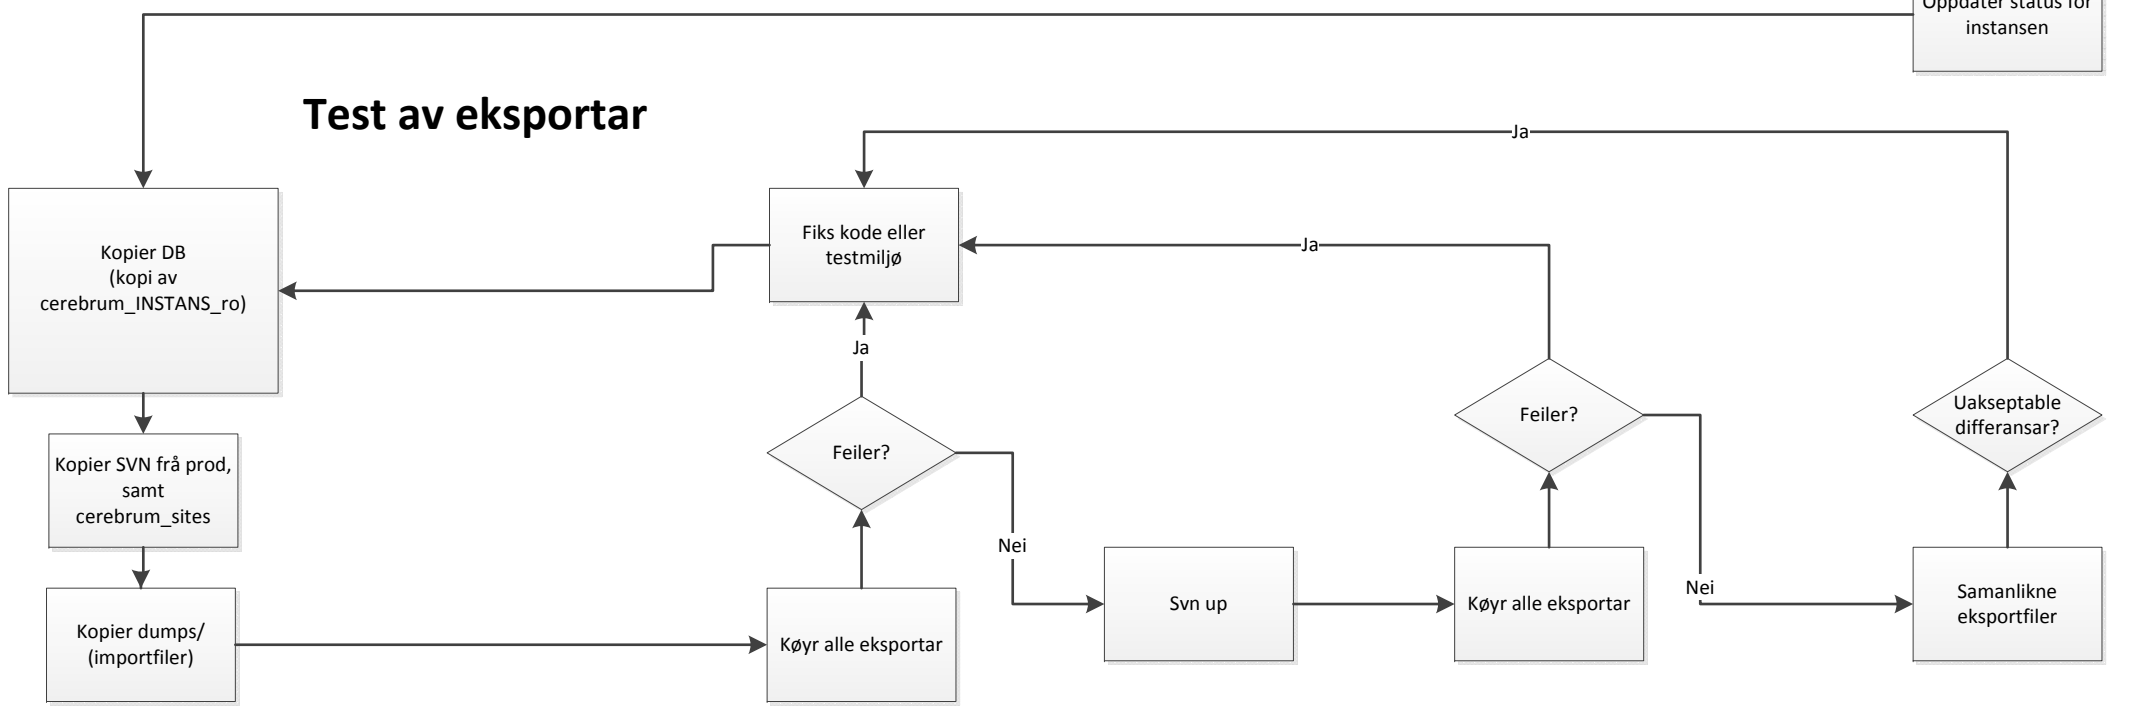 Oppdater status for
instansen
Test av eksportar
Ja
Kopier DB
(kopi av
cerebrum_INSTANS_ro)
Fiks kode eller
testmiljø
Ja
Ja
Feiler?
Feiler?
Uakseptable
differansar?
Kopier SVN frå prod,
samt
cerebrum_sites
Nei
Nei
Kopier dumps/
(importfiler)
Køyr alle eksportar
Svn up
Køyr alle eksportar
Samanlikne
eksportfiler